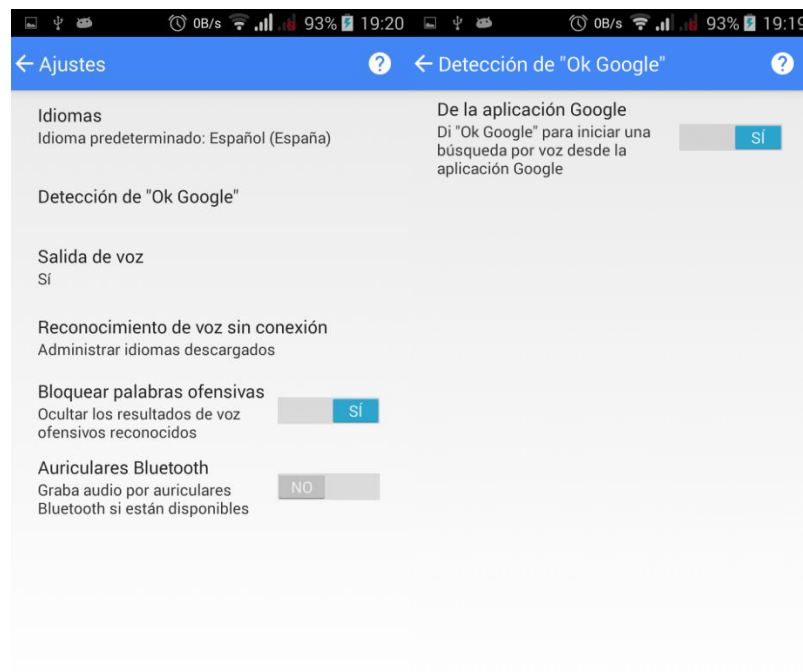 0B/s 93% 19:20
Ajustes ?
Idiomas
Idioma predeterminado: Español (España)
Detección de "Ok Google"
Salida de voz
Sí
Reconocimiento de voz sin conexión
Administrar idiomas descargados
Bloquear palabras ofensivas
Ocultar los resultados de voz
ofensivos reconocidos
SÍ
Auriculares Bluetooth
Graba audio por auriculares
Bluetooth si están disponibles
NO
0B/s 93% 19:19
Detección de "Ok Google" ?
De la aplicación Google
Di "Ok Google" para iniciar una
búsqueda por voz desde la
aplicación Google
SÍ